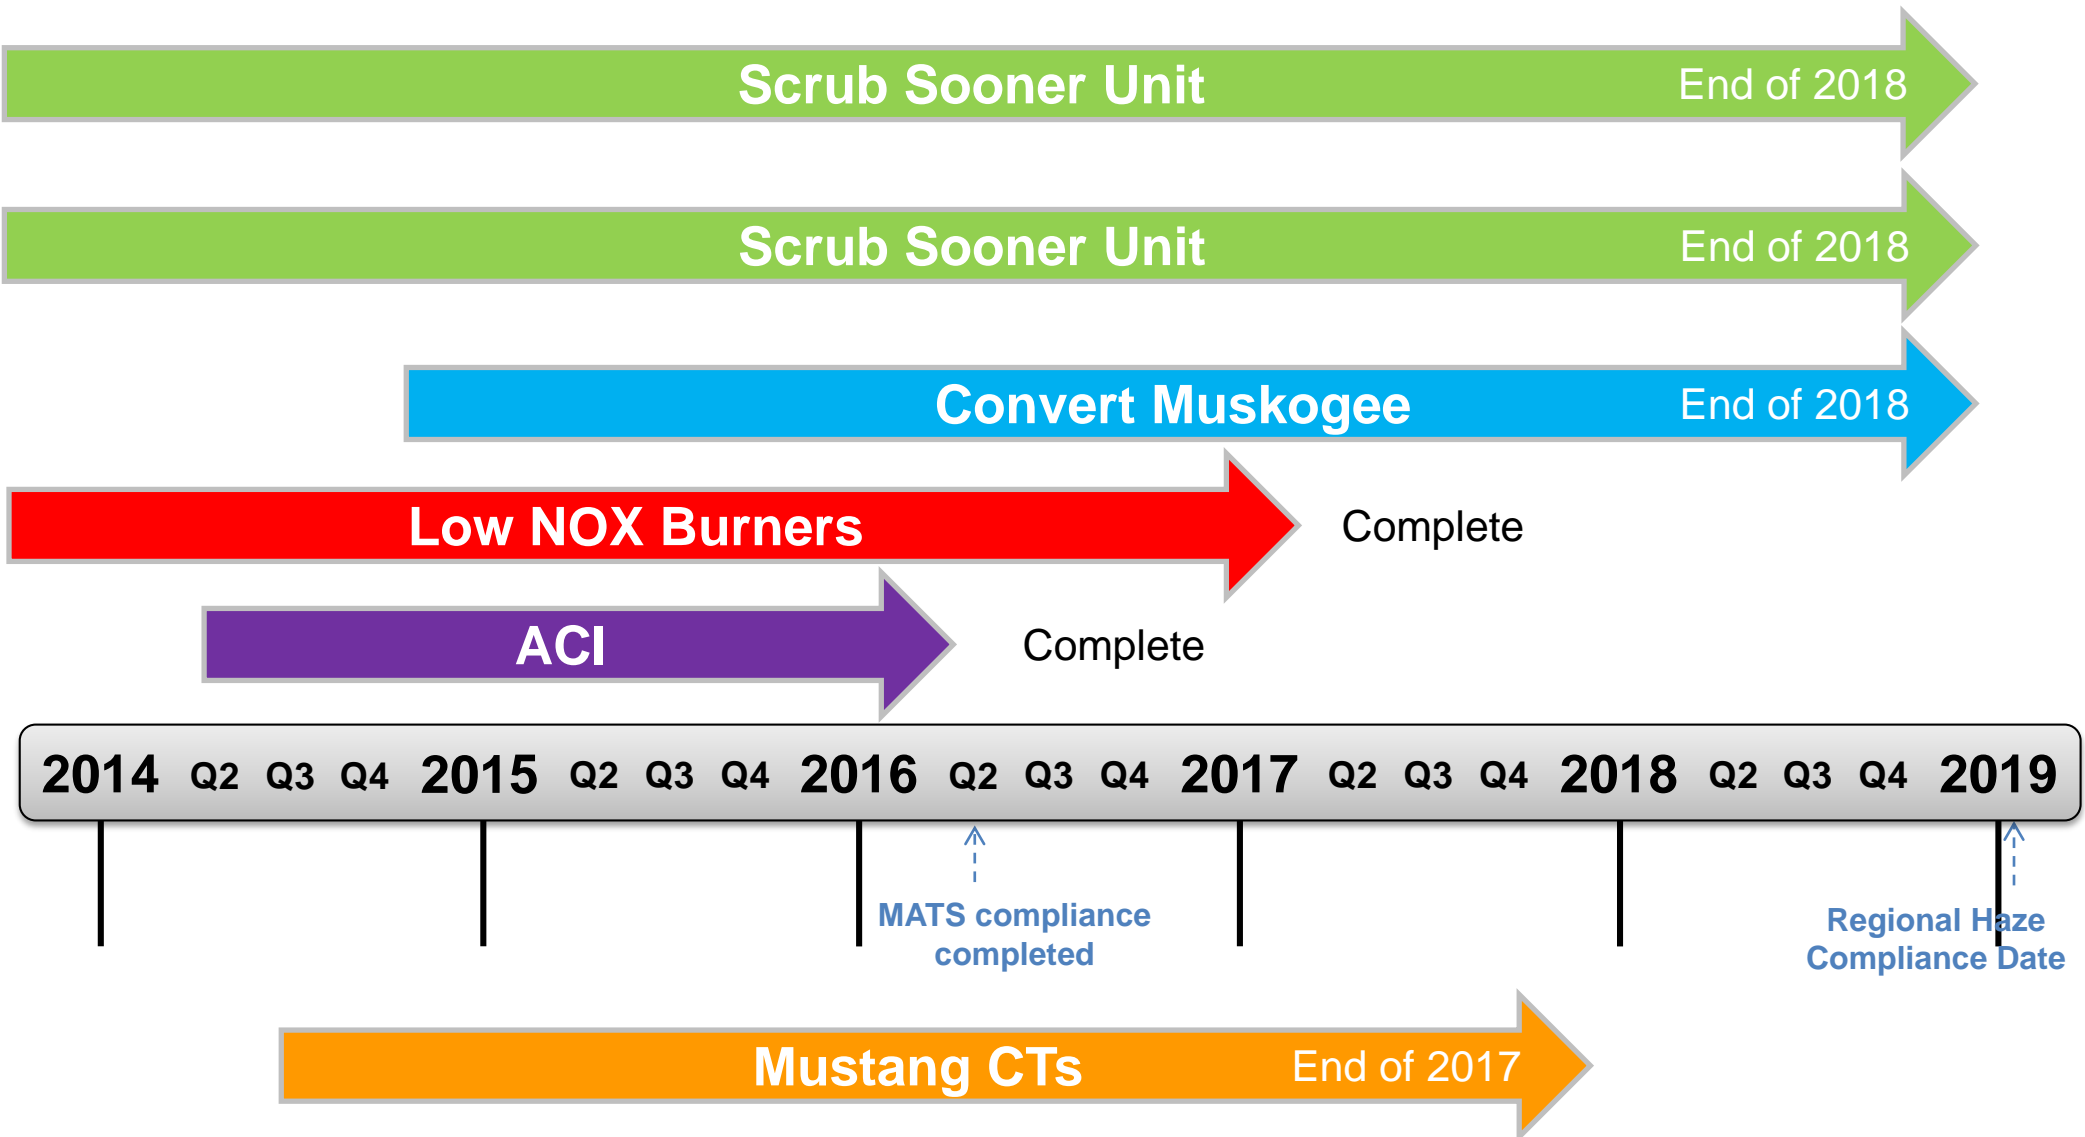 Scrub Sooner Unit End of 2018
Scrub Sooner Unit End of 2018
Convert Muskogee End of 2018
Low NOX Burners Complete
ACI Complete
2014 Q2 Q3 Q4 2015 Q2 Q3 Q4 2016 Q2 Q3 Q4 2017 Q2 Q3 Q4 2018 Q2 Q3 Q4 2019
MATS compliance
completed
Regional Haze
Compliance Date
Mustang CTs End of 2017